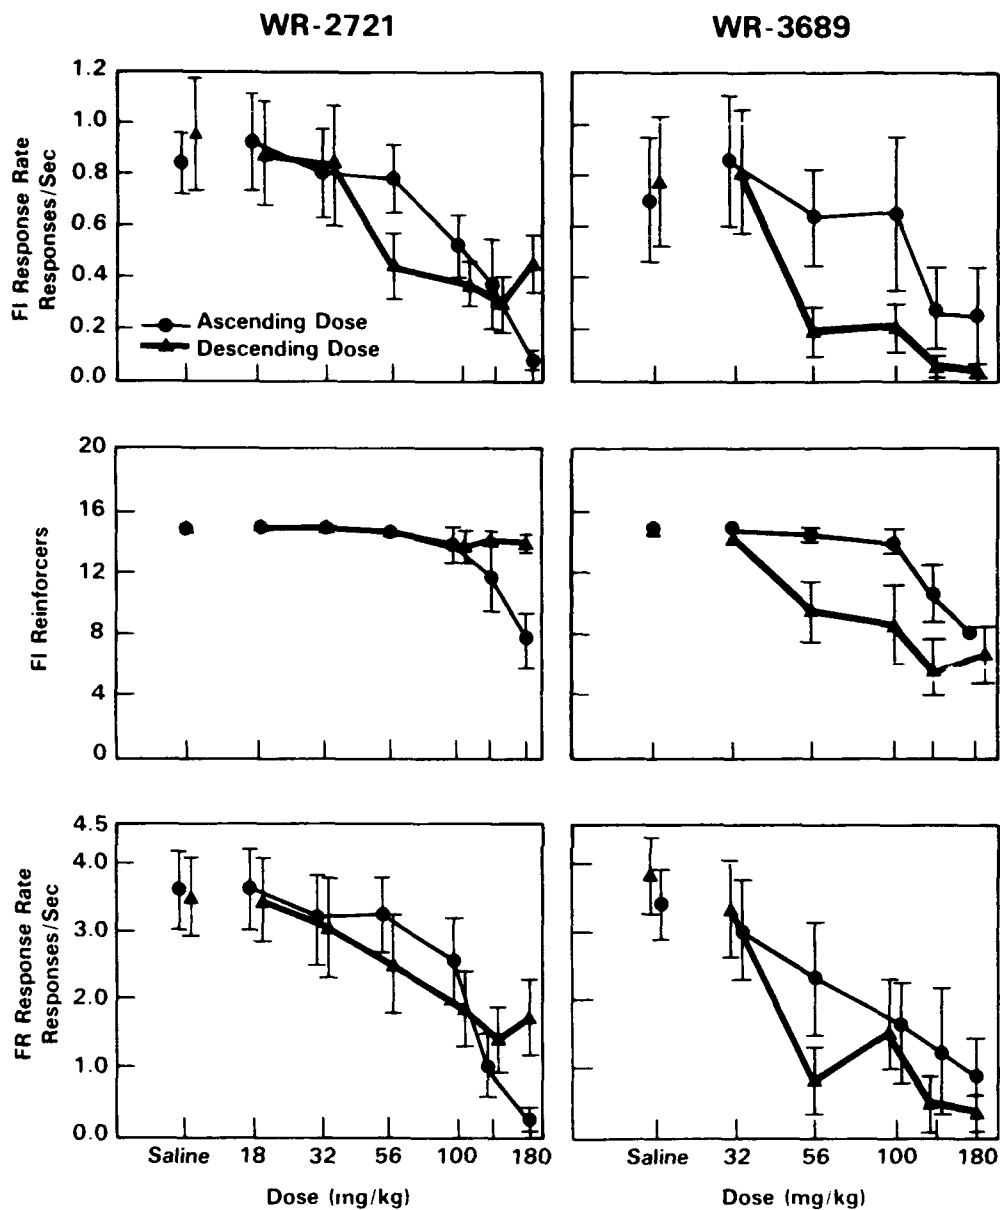 WR-2721
WR-3689
FI Response Rate
Responses/Sec
1.2
1.0
0.8
0.6
0.4
0.2
0.0
Ascending Dose
Descending Dose
FI Reinforcers
20
16
12
8
4
0
FR Response Rate
Responses/Sec
4.5
4.0
3.0
2.0
1.0
0.0
Saline 18 32 56 100 180
Saline 32 56 100 180
Dose (mg/kg)
Dose (mg/kg)